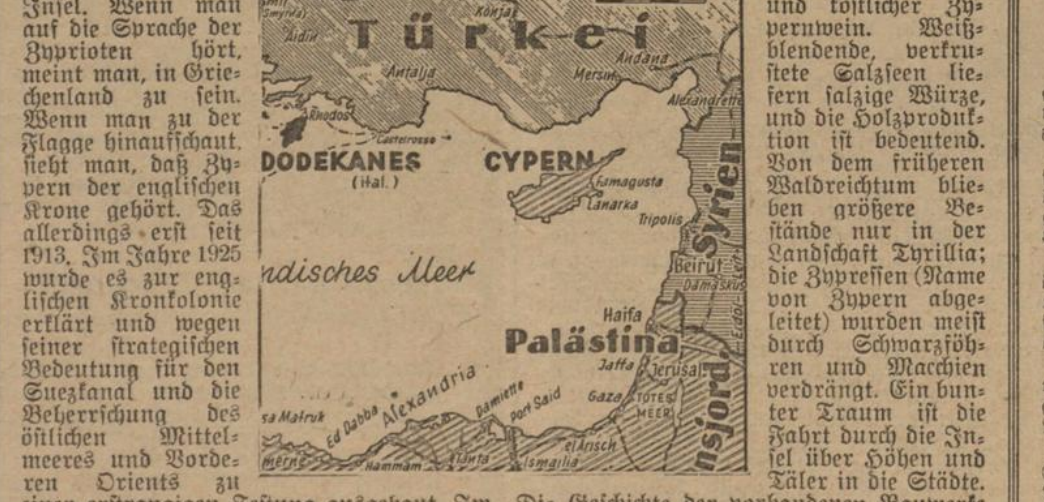 Insel. Wenn man
auf die Sprache der
Zyprioten hört,
meint man, in Grie-
chenland zu sein.
Wenn man zu der
Flagge hinaufschaut,
sieht man, daß Zy-
pern der englischen
Krone gehört. Das
allerdings erst seit
1913. Im Jahre 1925
wurde es zur eng-
lischen Kronkolonie
erklärt und wegen
seiner strategischen
Bedeutung für den
Suezkanal und die
Beherrschung des
östlichen Mittel-
meeres und Vorde-
ren Orients zu
Smyrna)
Konja
Aidin
Türkei
Antalja
Mersin
Andana
Rhodos
Alexandrette
Castelrosso
DODEKANES
(ital.)
CYPERN
Famagusta
Lanarka
Tripolis
Syrien
ndisches Meer
Beirut
Damaskus
Haifa
Palästina
Jaffa
Jerusal
Gaza
TOTES
MEER
nsjord.
sa Matruk
Ed Dabba
Alexandria
Damiette
Port Said
el Arisch
Hammam
Tanta
Ismailia
und köstlicher Zy-
pernwein. Weiß-
blendende, verkru-
stete Salzseen lie-
fern salzige Würze,
und die Holzproduk-
tion ist bedeutend.
Von dem früheren
Waldreichtum blie-
ben größere Be-
stände nur in der
Landschaft Tyrillia;
die Zypressen (Name
von Zypern abge-
leitet) wurden meist
durch Schwarzföh-
ren und Macchien
verdrängt. Ein bun-
ter Traum ist die
Fahrt durch die In-
sel über Höhen und
Täler in die Städte.